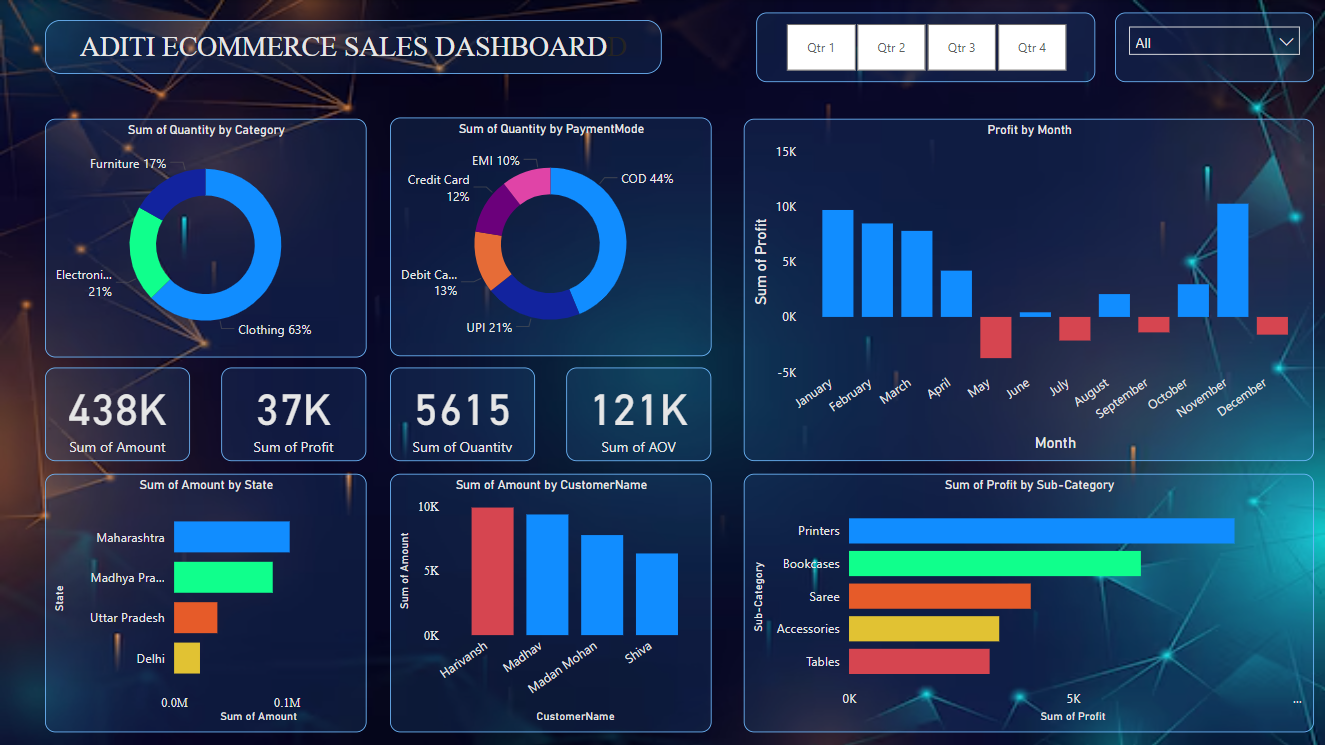 ADITI ECOMMERCE SALES DASHBOARD
Qtr 1
Qtr 2
Qtr 3
Qtr 4
All
Sum of Quantity by Category
Furniture 17%
Electroni...
21%
Clothing 63%
Sum of Quantity by PaymentMode
EMI 10%
Credit Card
12%
Debit Ca...
13%
UPI 21%
COD 44%
Profit by Month
Sum of Profit
15K
10K
5K
0K
-5K
January
February
March
April
May
June
July
August
September
October
November
December
Month
438K
Sum of Amount
37K
Sum of Profit
5615
Sum of Quantity
121K
Sum of AOV
Sum of Amount by State
State
Maharashtra
Madhya Pra...
Uttar Pradesh
Delhi
0.0M
0.1M
Sum of Amount
Sum of Amount by CustomerName
Sum of Amount
10K
5K
0K
Harivansh
Madhav
Madan Mohan
Shiva
CustomerName
Sum of Profit by Sub-Category
Sub-Category
Printers
Bookcases
Saree
Accessories
Tables
0K
5K
...
Sum of Profit